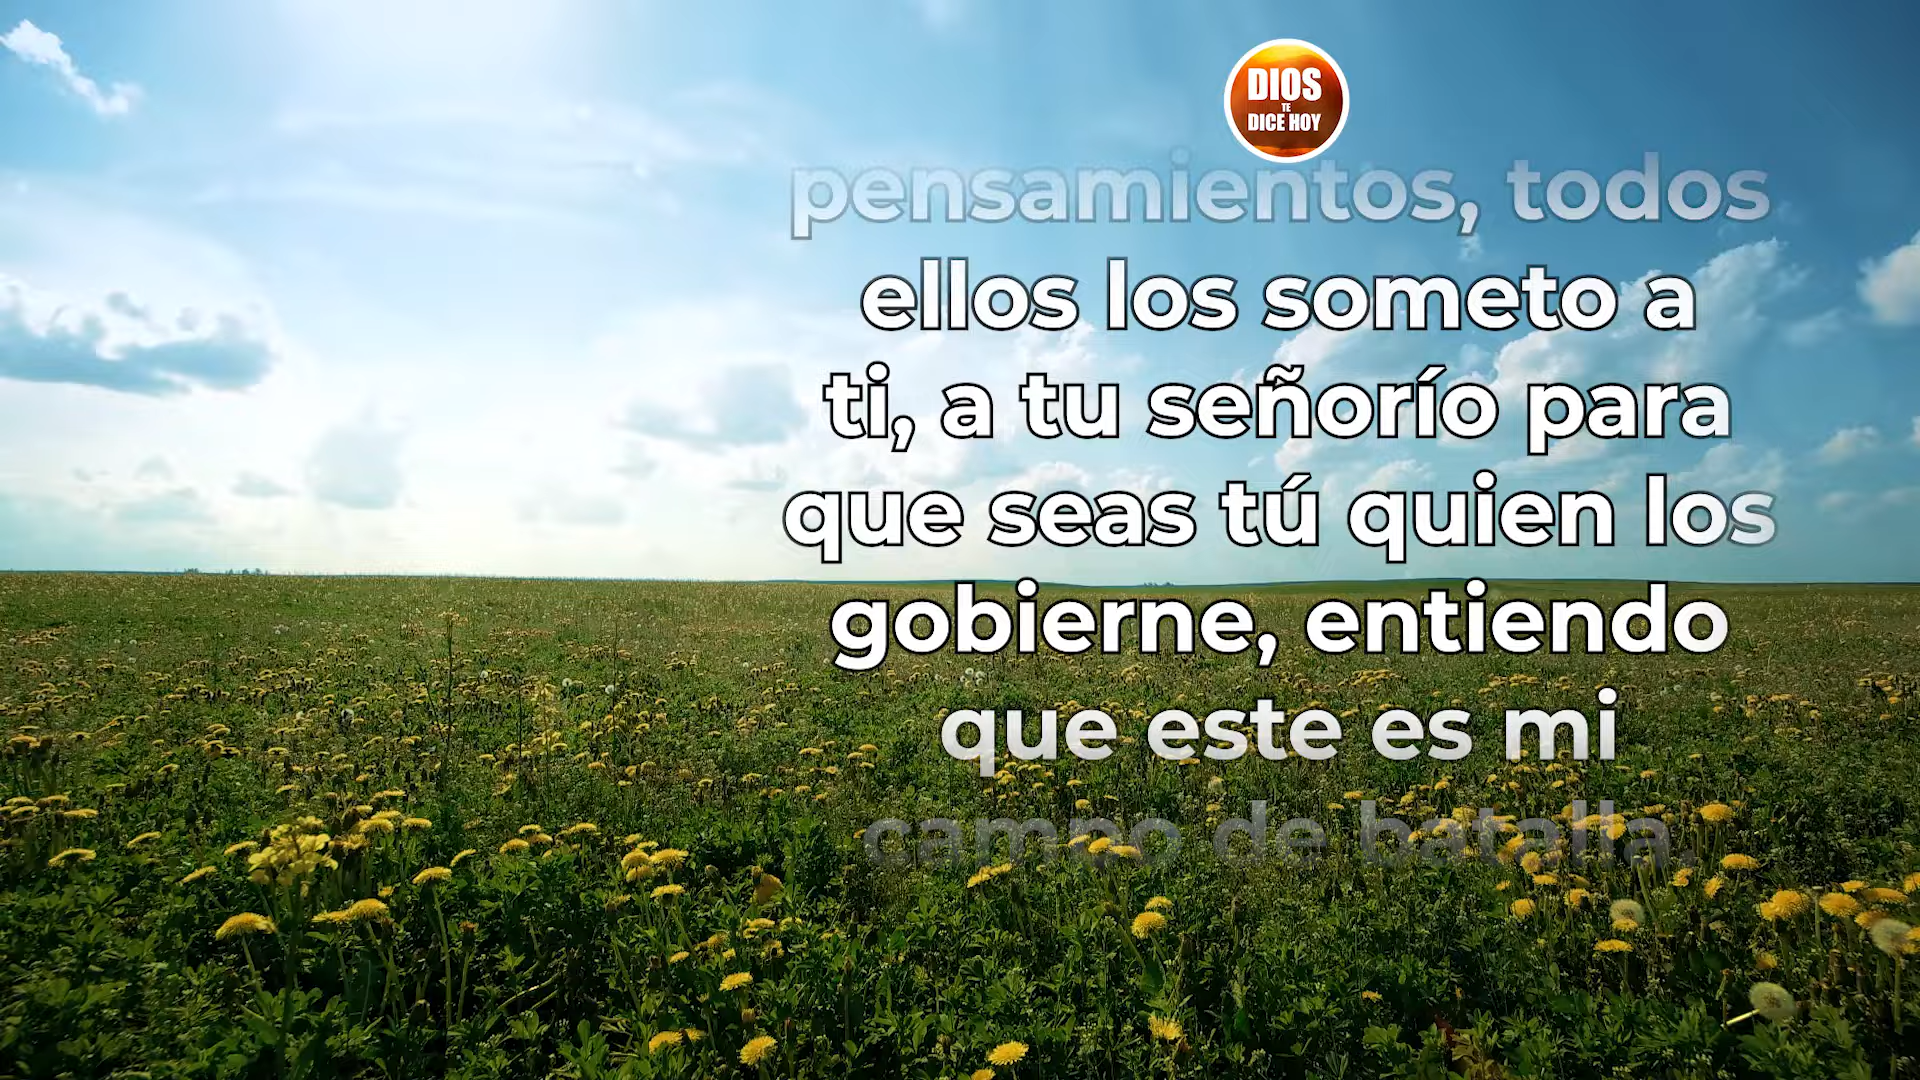 DIOS
TE
DICE HOY
pensamientos, todos
ellos los someto a
ti, a tu señorío para
que seas tú quien los
gobierne, entiendo
que este es mi
campo de batalla.